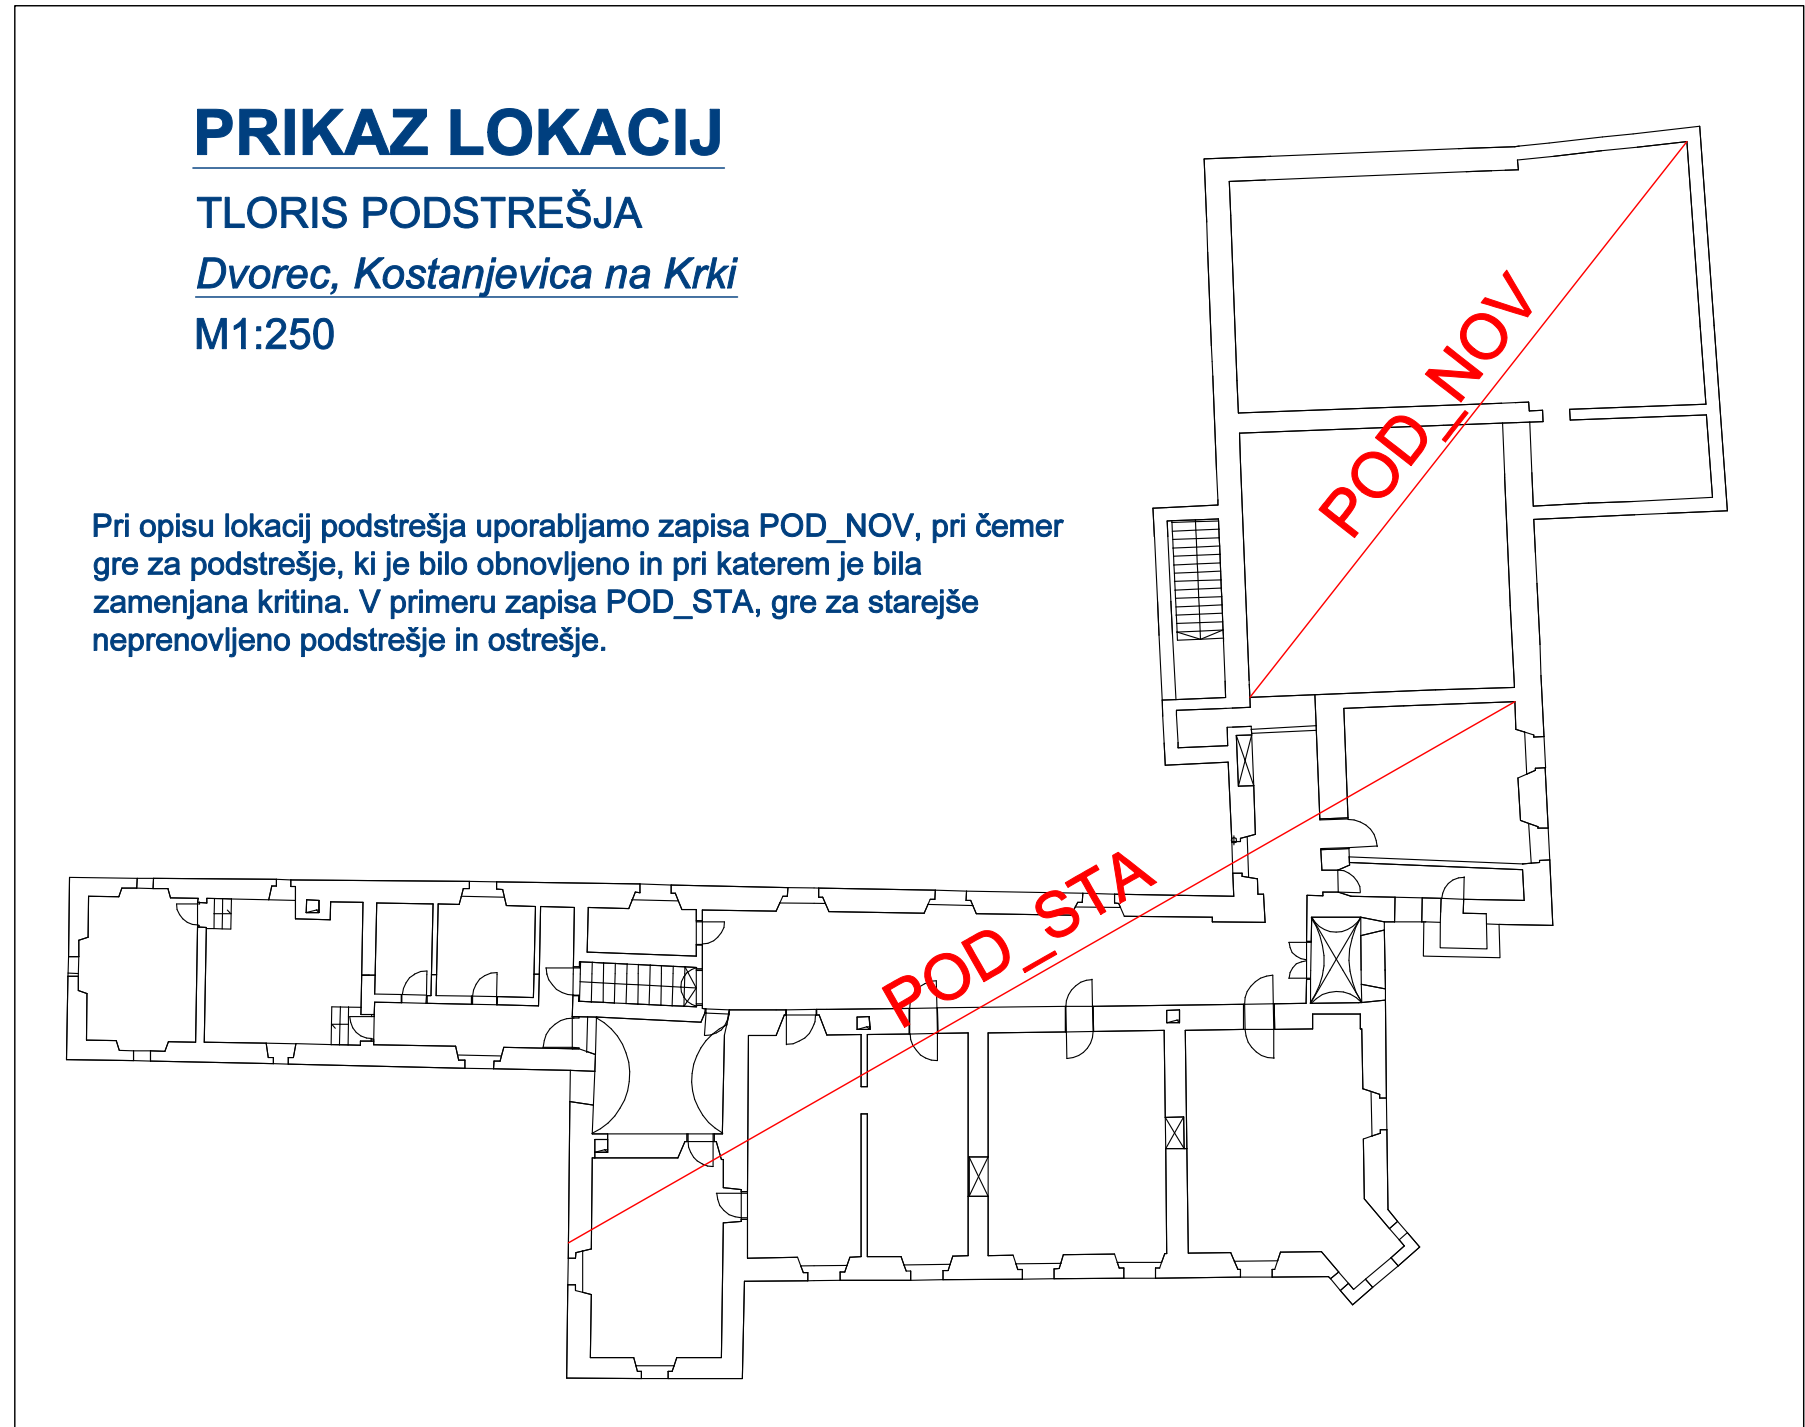 PRIKAZ LOKACIJ
TLORIS PODSTREŠJA
Dvorec, Kostanjevica na Krki
M1:250
Pri opisu lokacij podstrešja uporabljamo zapisa POD_NOV, pri čemer
gre za podstrešje, ki je bilo obnovljeno in pri katerem je bila
zamenjana kritina. V primeru zapisa POD_STA, gre za starejše
neprenovljeno podstrešje in ostrešje.
POD_NOV
POD_STA